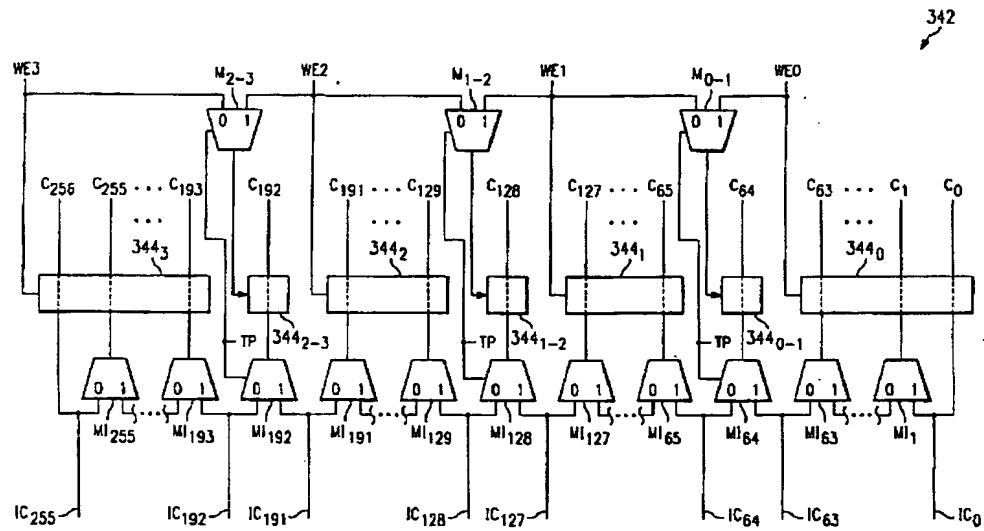 342
WE3 M₂₋₃ WE2 M₁₋₂ WE1 M₀₋₁ WE0
0 1 0 1 0 1
C₂₅₆ C₂₅₅ ··· C₁₉₃ C₁₉₂ C₁₉₁ ··· C₁₂₉ C₁₂₈ C₁₂₇ ··· C₆₅ C₆₄ C₆₃ ··· C₁ C₀
··· ··· ··· ···
344₃ 344₂ 344₁ 344₀
344₂₋₃ 344₁₋₂ 344₀₋₁
TP TP TP
0 1 0 1 0 1 0 1 0 1 0 1 0 1 0 1 0 1 0 1 0 1
MI₂₅₅ MI₁₉₃ MI₁₉₂ MI₁₉₁ MI₁₂₉ MI₁₂₈ MI₁₂₇ MI₆₅ MI₆₄ MI₆₃ MI₁
IC₂₅₅ IC₁₉₂ IC₁₉₁ IC₁₂₈ IC₁₂₇ IC₆₄ IC₆₃ IC₀